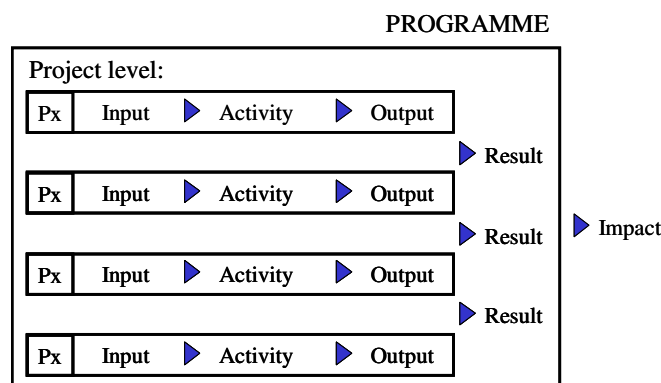 PROGRAMME
Project level:
Px Input Activity Output
Result
Px Input Activity Output
Result
Impact
Px Input Activity Output
Result
Px Input Activity Output